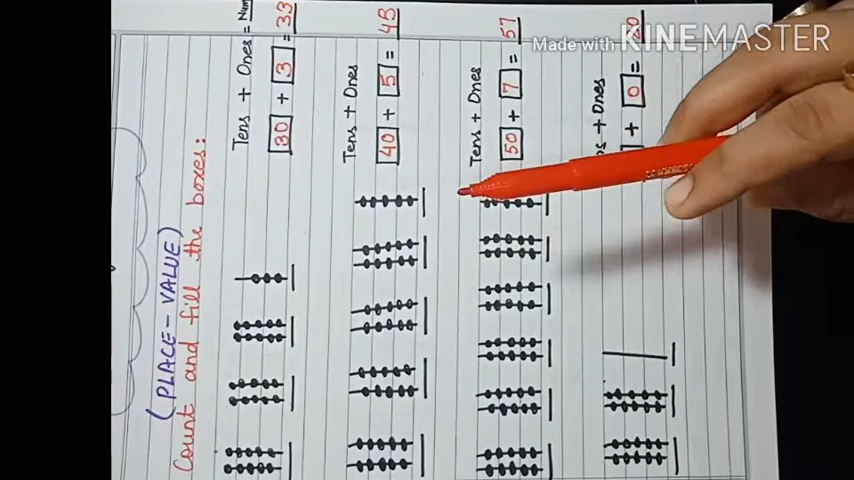 (PLACE-VALUE)
Count and fill the boxes:
Tens + Ones =
30 + 3 = 33
Tens + Ones
40 + 5 = 45
Tens + Ones
50 + 7 = 57
+ Ones
+ 0 =
Made with KINEMASTER